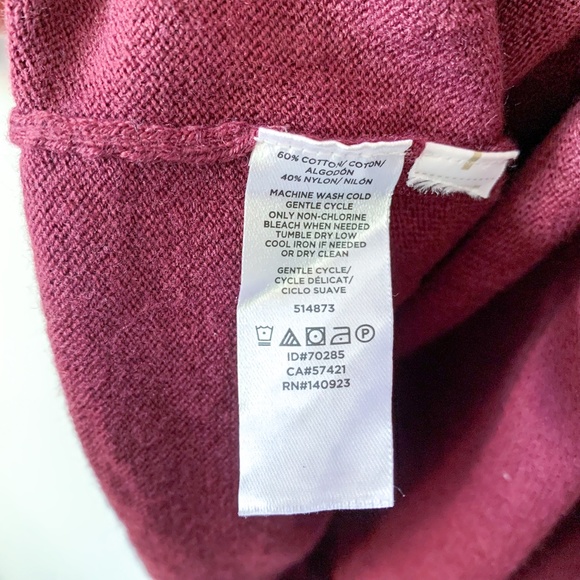 60% COTTON/ COTON/
ALGODÓN
40% NYLON/ NILÓN
MACHINE WASH COLD
GENTLE CYCLE
ONLY NON-CHLORINE
BLEACH WHEN NEEDED
TUMBLE DRY LOW
COOL IRON IF NEEDED
OR DRY CLEAN
GENTLE CYCLE/
CYCLE DÉLICAT/
CICLO SUAVE
514873
P
ID#70285
CA#57421
RN#140923